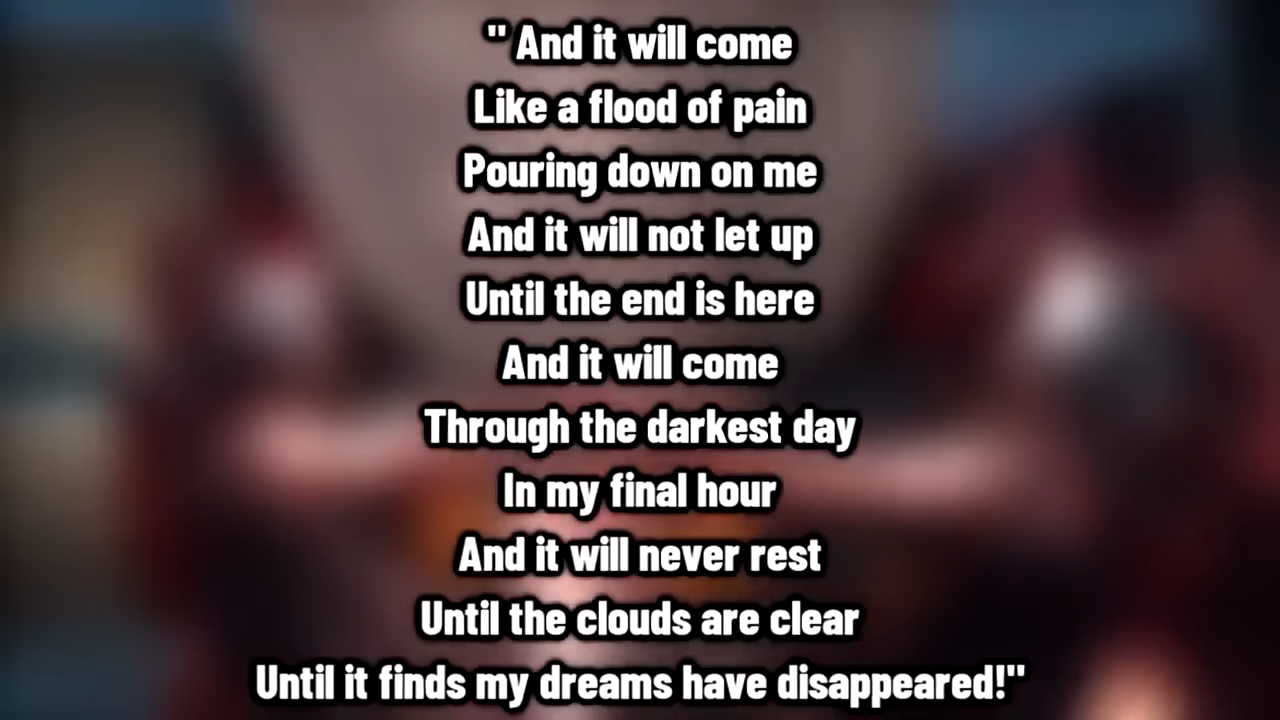 " And it will come
Like a flood of pain
Pouring down on me
And it will not let up
Until the end is here
And it will come
Through the darkest day
In my final hour
And it will never rest
Until the clouds are clear
Until it finds my dreams have disappeared!"